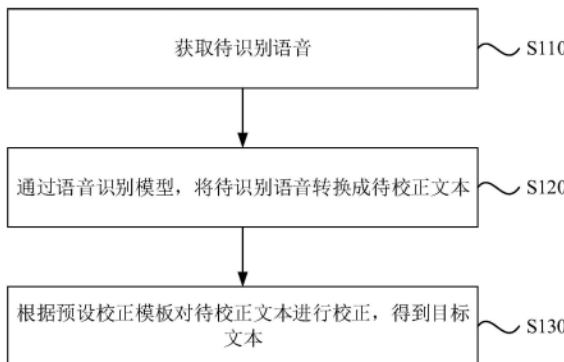 获取待识别语音
S110
通过语音识别模型，将待识别语音转换成待校正文本
S120
根据预设校正模板对待校正文本进行校正，得到目标
文本
S130